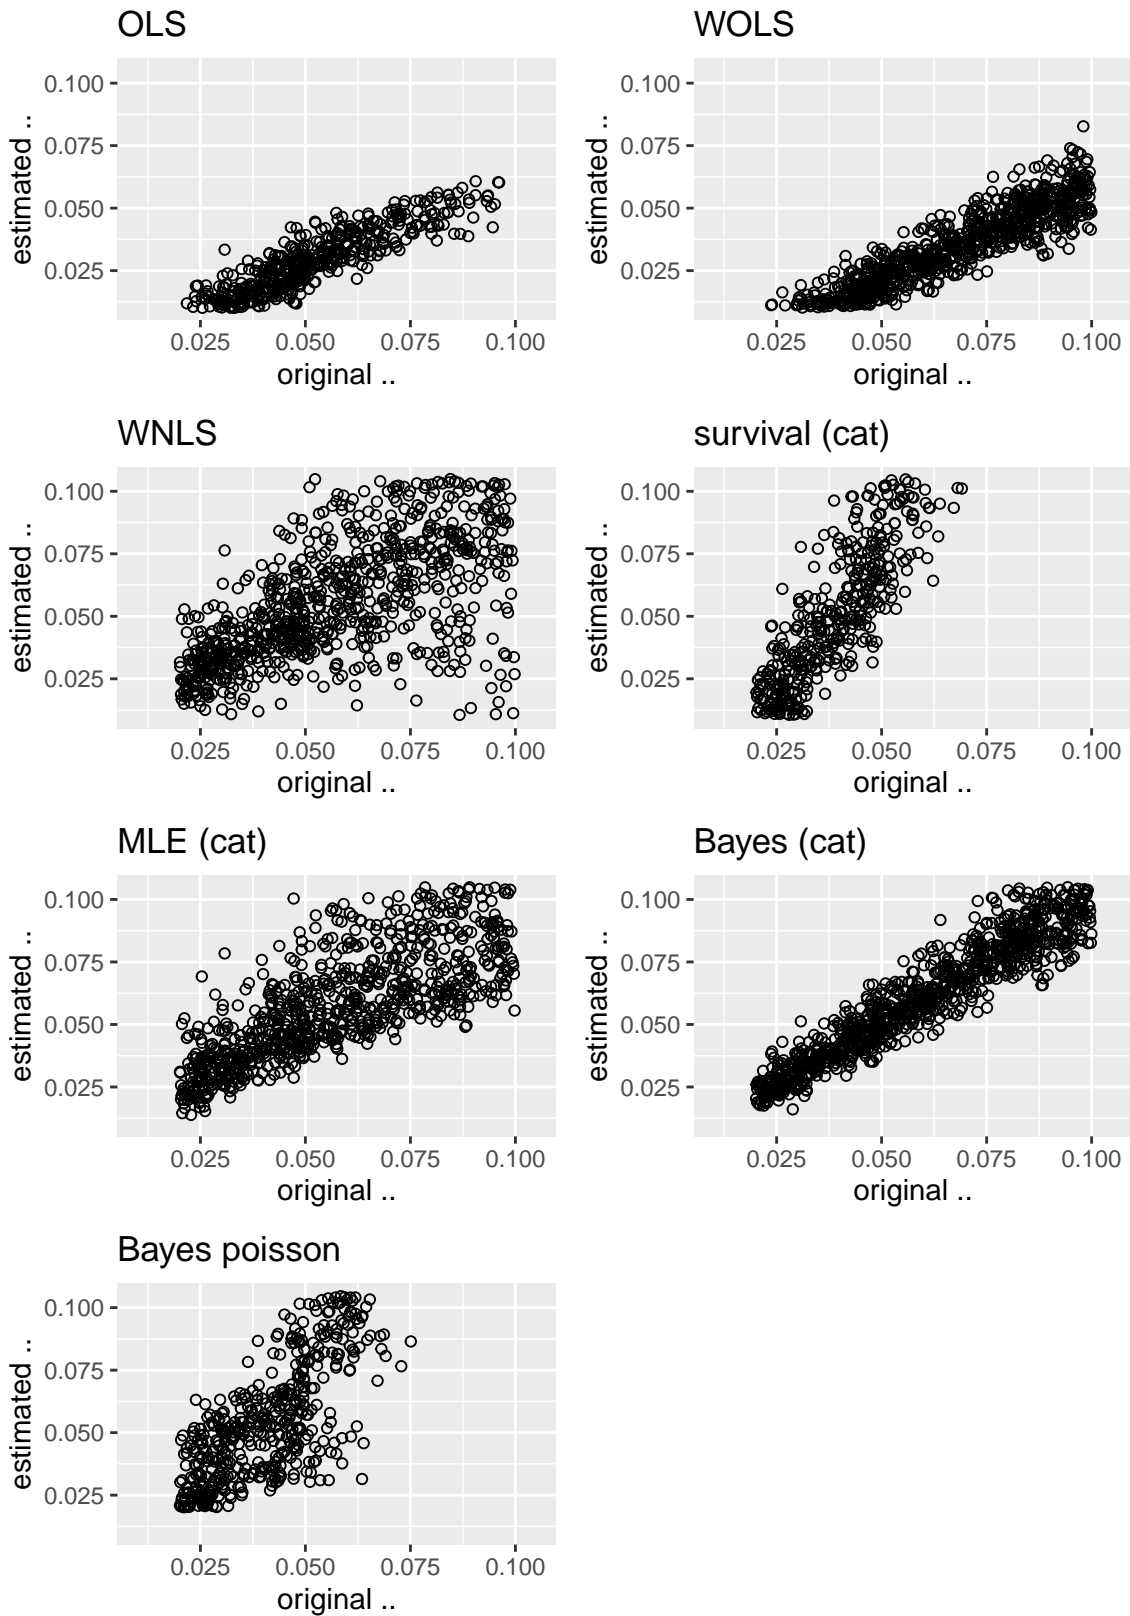 OLS
WOLS
0.100
0.075
0.050
0.025
estimated ..
0.025 0.050 0.075 0.100
original ..
0.100
0.075
0.050
0.025
estimated ..
0.025 0.050 0.075 0.100
original ..
WNLS
survival (cat)
0.100
0.075
0.050
0.025
estimated ..
0.025 0.050 0.075 0.100
original ..
0.100
0.075
0.050
0.025
estimated ..
0.025 0.050 0.075 0.100
original ..
MLE (cat)
Bayes (cat)
0.100
0.075
0.050
0.025
estimated ..
0.025 0.050 0.075 0.100
original ..
0.100
0.075
0.050
0.025
estimated ..
0.025 0.050 0.075 0.100
original ..
Bayes poisson
0.100
0.075
0.050
0.025
estimated ..
0.025 0.050 0.075 0.100
original ..